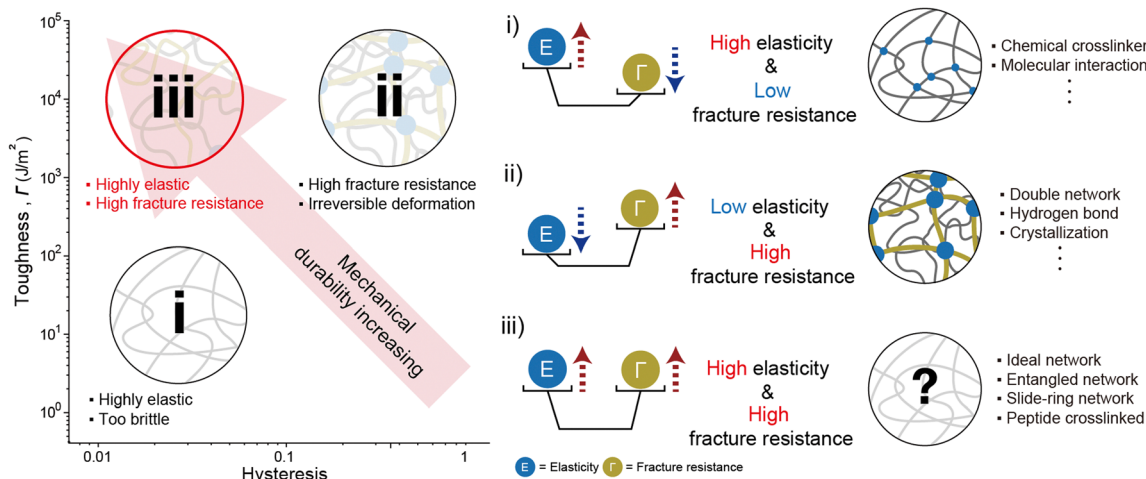 Toughness , Γ (J/m²)
10⁵
10⁴
10³
10²
10¹
10⁰
0.01
0.1
1
Hysteresis
iii
▪ Highly elastic
▪ High fracture resistance
ii
▪ High fracture resistance
▪ Irreversible deformation
i
▪ Highly elastic
▪ Too brittle
Mechanical
durability increasing
i)
E
Γ
High elasticity
&
Low
fracture resistance
▪ Chemical crosslinker
▪ Molecular interaction
⋮
ii)
E
Γ
Low elasticity
&
High
fracture resistance
▪ Double network
▪ Hydrogen bond
▪ Crystallization
⋮
iii)
E
Γ
High elasticity
&
High
fracture resistance
?
▪ Ideal network
▪ Entangled network
▪ Slide-ring network
▪ Peptide crosslinked
E = Elasticity Γ = Fracture resistance